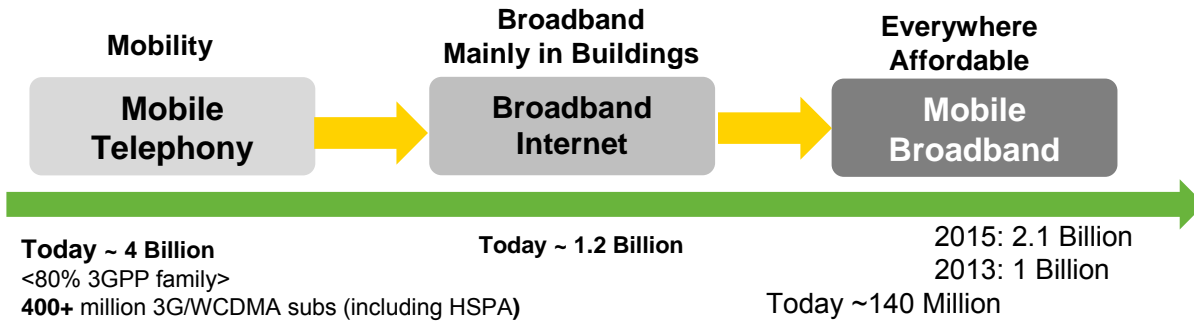 Mobility
Mobile
Telephony
Broadband
Mainly in Buildings
Broadband
Internet
Everywhere
Affordable
Mobile
Broadband
Today ~ 4 Billion
<80% 3GPP family>
400+ million 3G/WCDMA subs (including HSPA)
Today ~ 1.2 Billion
2015: 2.1 Billion
2013: 1 Billion
Today ~140 Million